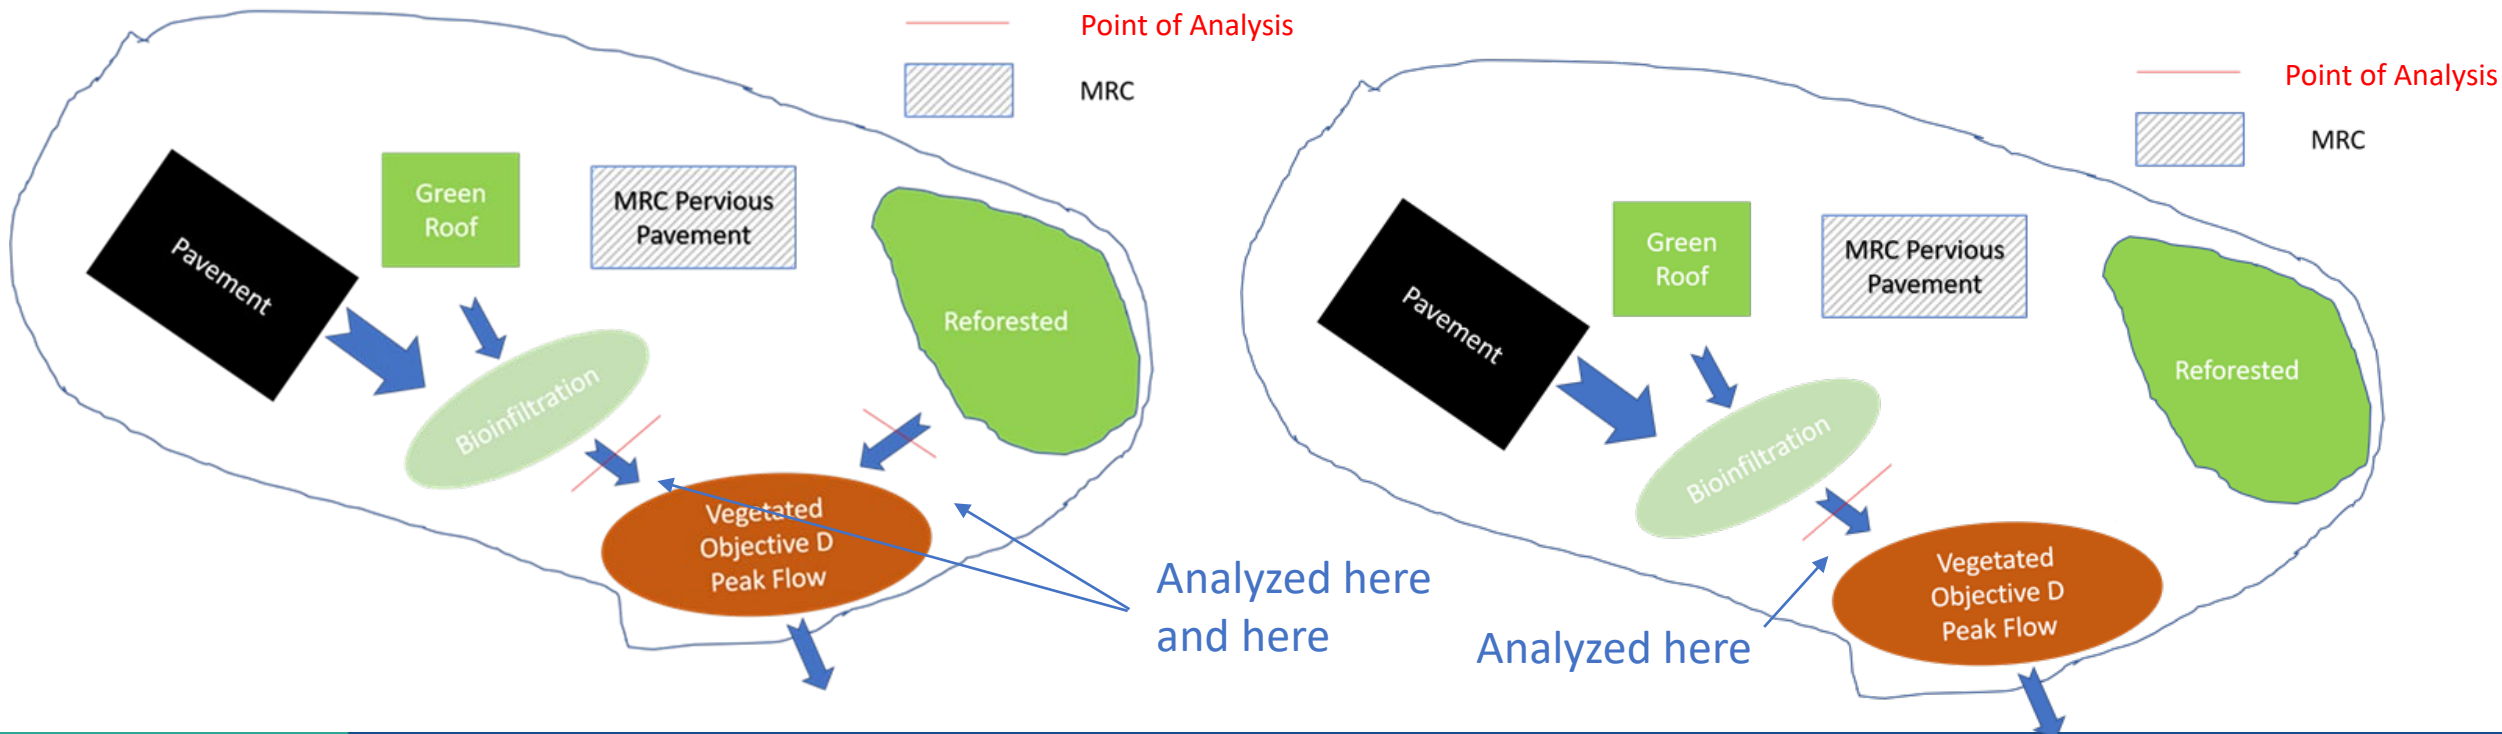 Point of Analysis
MRC
Pavement
Green
Roof
MRC Pervious
Pavement
Reforested
Bioinfiltration
Vegetated
Objective D
Peak Flow
Analyzed here
and here
Point of Analysis
MRC
Pavement
Green
Roof
MRC Pervious
Pavement
Reforested
Bioinfiltration
Vegetated
Objective D
Peak Flow
Analyzed here